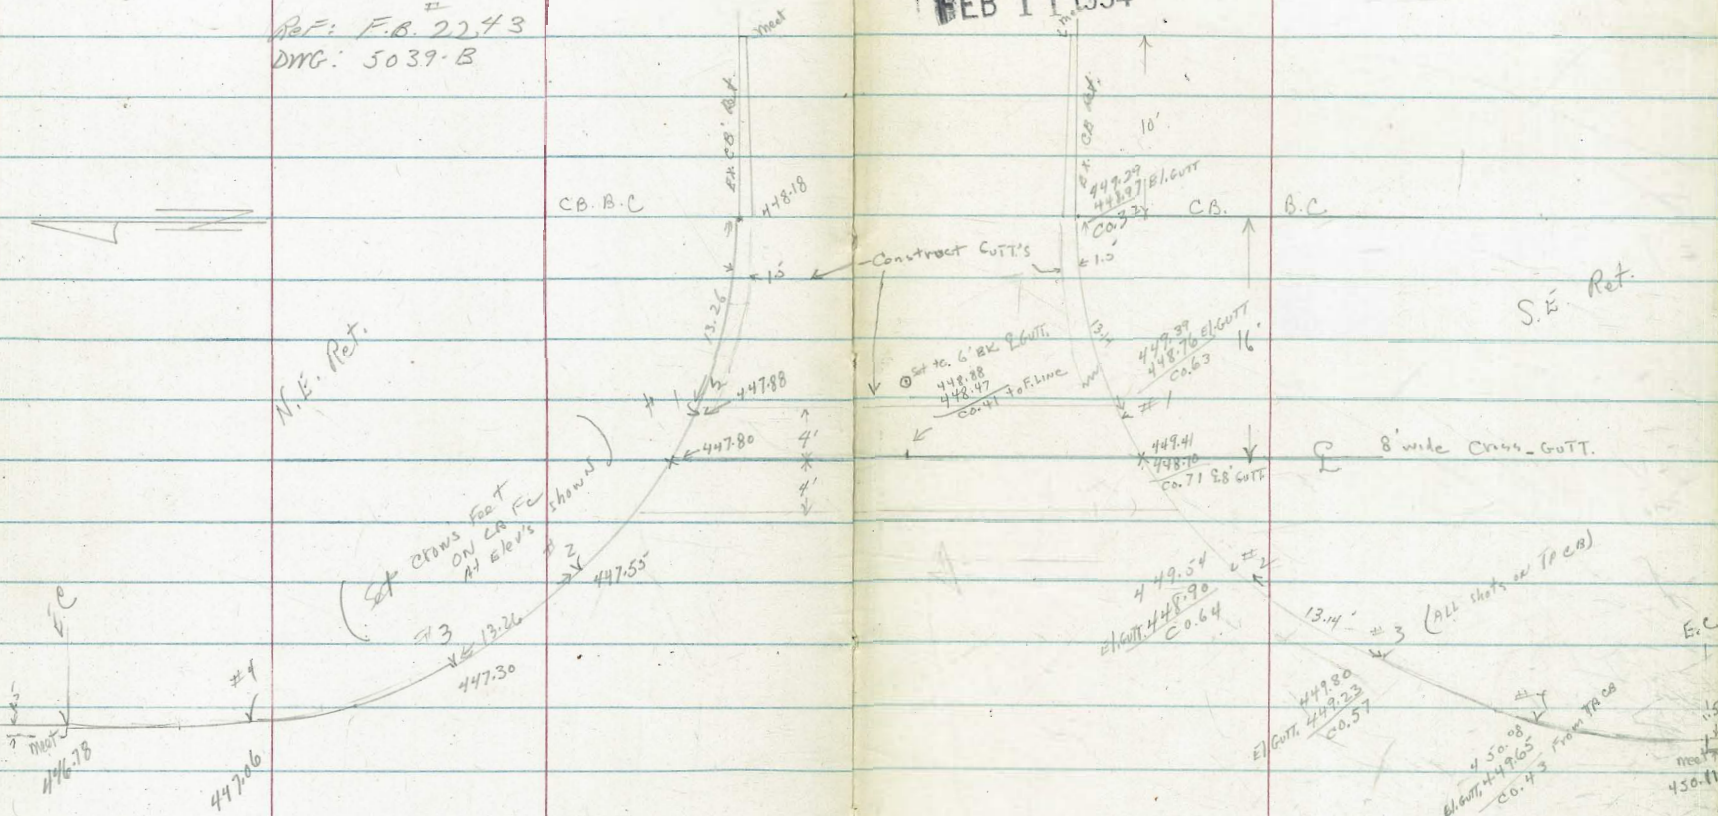 Ref: F.B. #2243
DWG: 5039-B
meet
Ex. CB' Ret.
CB. B.C
448.18
1.5'
13.26
N.E. Ret.
#1
447.88
447.80
4'
4'
(Set crows feet
ON CB FC
At Elev's shown)
#2
447.55
#3
13.26
447.30
#4
447.06
E.C
meet
446.78
FEB 11 1954
Ex. CB Ret.
10'
449.29
448.97 El. Gutt
C0.32
CB. B.C.
Construct Gutt's
1.5'
S.E. Ret.
16'
449.39
448.76 El. Gutt
C0.63
Set tc. 6' BK. ℄ Gutt.
448.88
448.47
C0.41 to F. Line
#1
449.41
448.70
C0.71 ℄ 8' Gutt
℄ 8' wide Cross-Gutt.
#2
449.54
El. Gutt. 448.90
C0.64
13.14'
#3
(All shots on TP CB)
449.80
El. Gutt. 449.23
C0.57
#4
450.08
El. Gutt. 449.65
C0.43 From TP CB
E.C.
meet